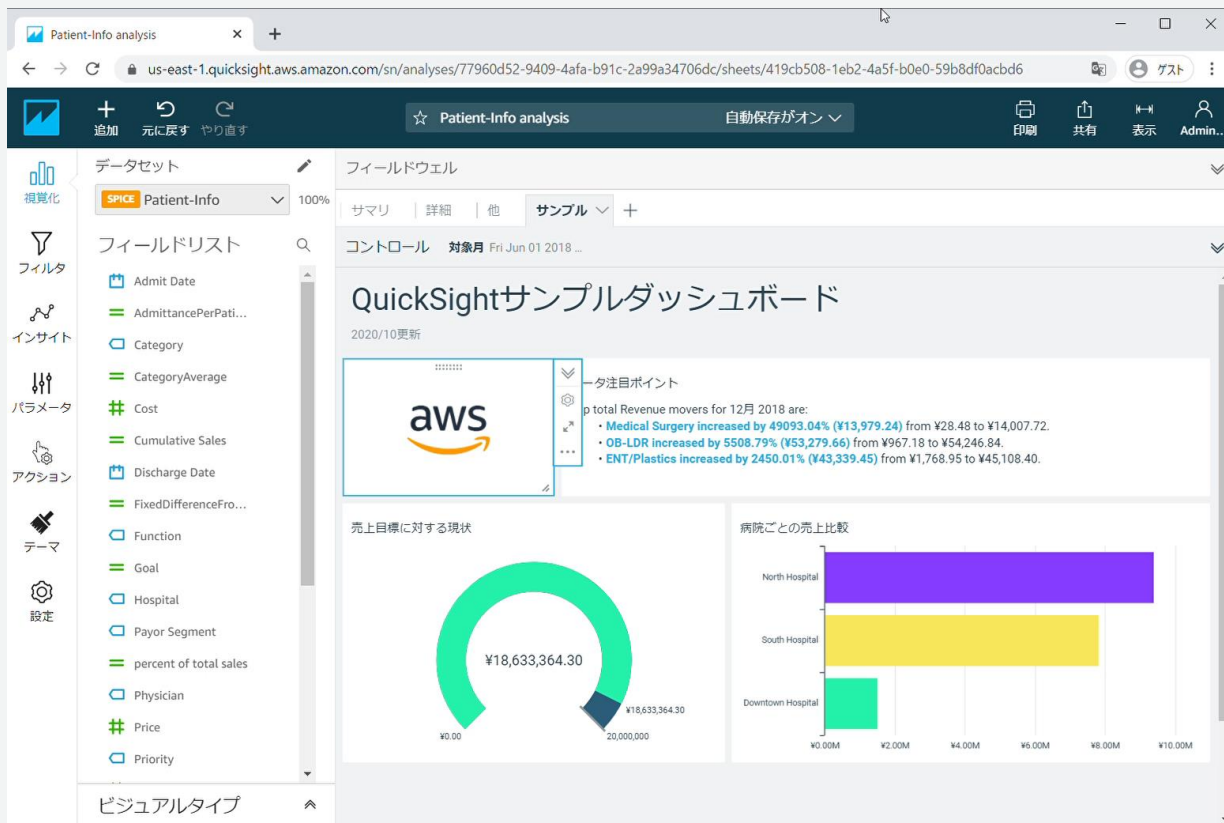 Patient-Info analysis
us-east-1.quicksight.aws.amazon.com/sn/analyses/77960d52-9409-4afa-b91c-2a99a34706dc/sheets/419cb508-1eb2-4a5f-b0e0-59b8df0acbd6
ゲスト
追加 元に戻す やり直す
Patient-Info analysis 自動保存がオン
印刷 共有 表示 Admin...
視覚化
フィルタ
インサイト
パラメータ
アクション
テーマ
設定
データセット
SPICE Patient-Info 100%
フィールドリスト
Admit Date
AdmittancePerPati...
Category
CategoryAverage
Cost
Cumulative Sales
Discharge Date
FixedDifferenceFro...
Function
Goal
Hospital
Payor Segment
percent of total sales
Physician
Price
Priority
ビジュアルタイプ
フィールドウェル
サマリ 詳細 他 サンプル
コントロール 対象月 Fri Jun 01 2018 ...
QuickSightサンプルダッシュボード
2020/10更新
aws
ータ注目ポイント
p total Revenue movers for 12月 2018 are:
• Medical Surgery increased by 49093.04% (¥13,979.24) from ¥28.48 to ¥14,007.72.
• OB-LDR increased by 5508.79% (¥53,279.66) from ¥967.18 to ¥54,246.84.
• ENT/Plastics increased by 2450.01% (¥43,339.45) from ¥1,768.95 to ¥45,108.40.
売上目標に対する現状
¥18,633,364.30
¥18,633,364.30
¥0.00 20,000,000
病院ごとの売上比較
North Hospital
South Hospital
Downtown Hospital
¥0.00M ¥2.00M ¥4.00M ¥6.00M ¥8.00M ¥10.00M